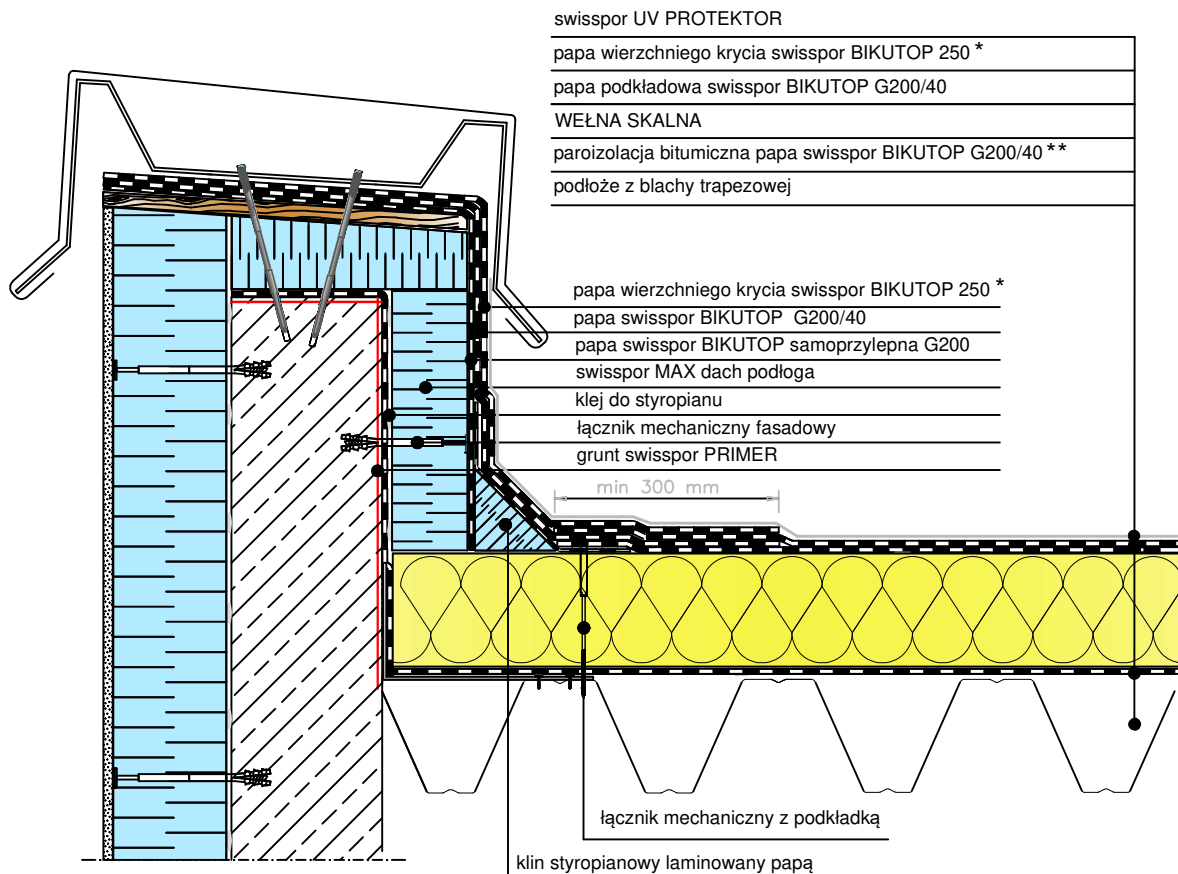 swisspor UV PROTEKTOR
papa wierzchniego krycia swisspor BIKUTOP 250 *
papa podkładowa swisspor BIKUTOP G200/40
WEŁNA SKALNA
paroizolacja bitumiczna papa swisspor BIKUTOP G200/40 **
podłoże z blachy trapezowej
papa wierzchniego krycia swisspor BIKUTOP 250 *
papa swisspor BIKUTOP G200/40
papa swisspor BIKUTOP samoprzylepna G200
swisspor MAX dach podłoga
klej do styropianu
łącznik mechaniczny fasadowy
grunt swisspor PRIMER
min 300 mm
łącznik mechaniczny z podkładką
klin styropianowy laminowany papą